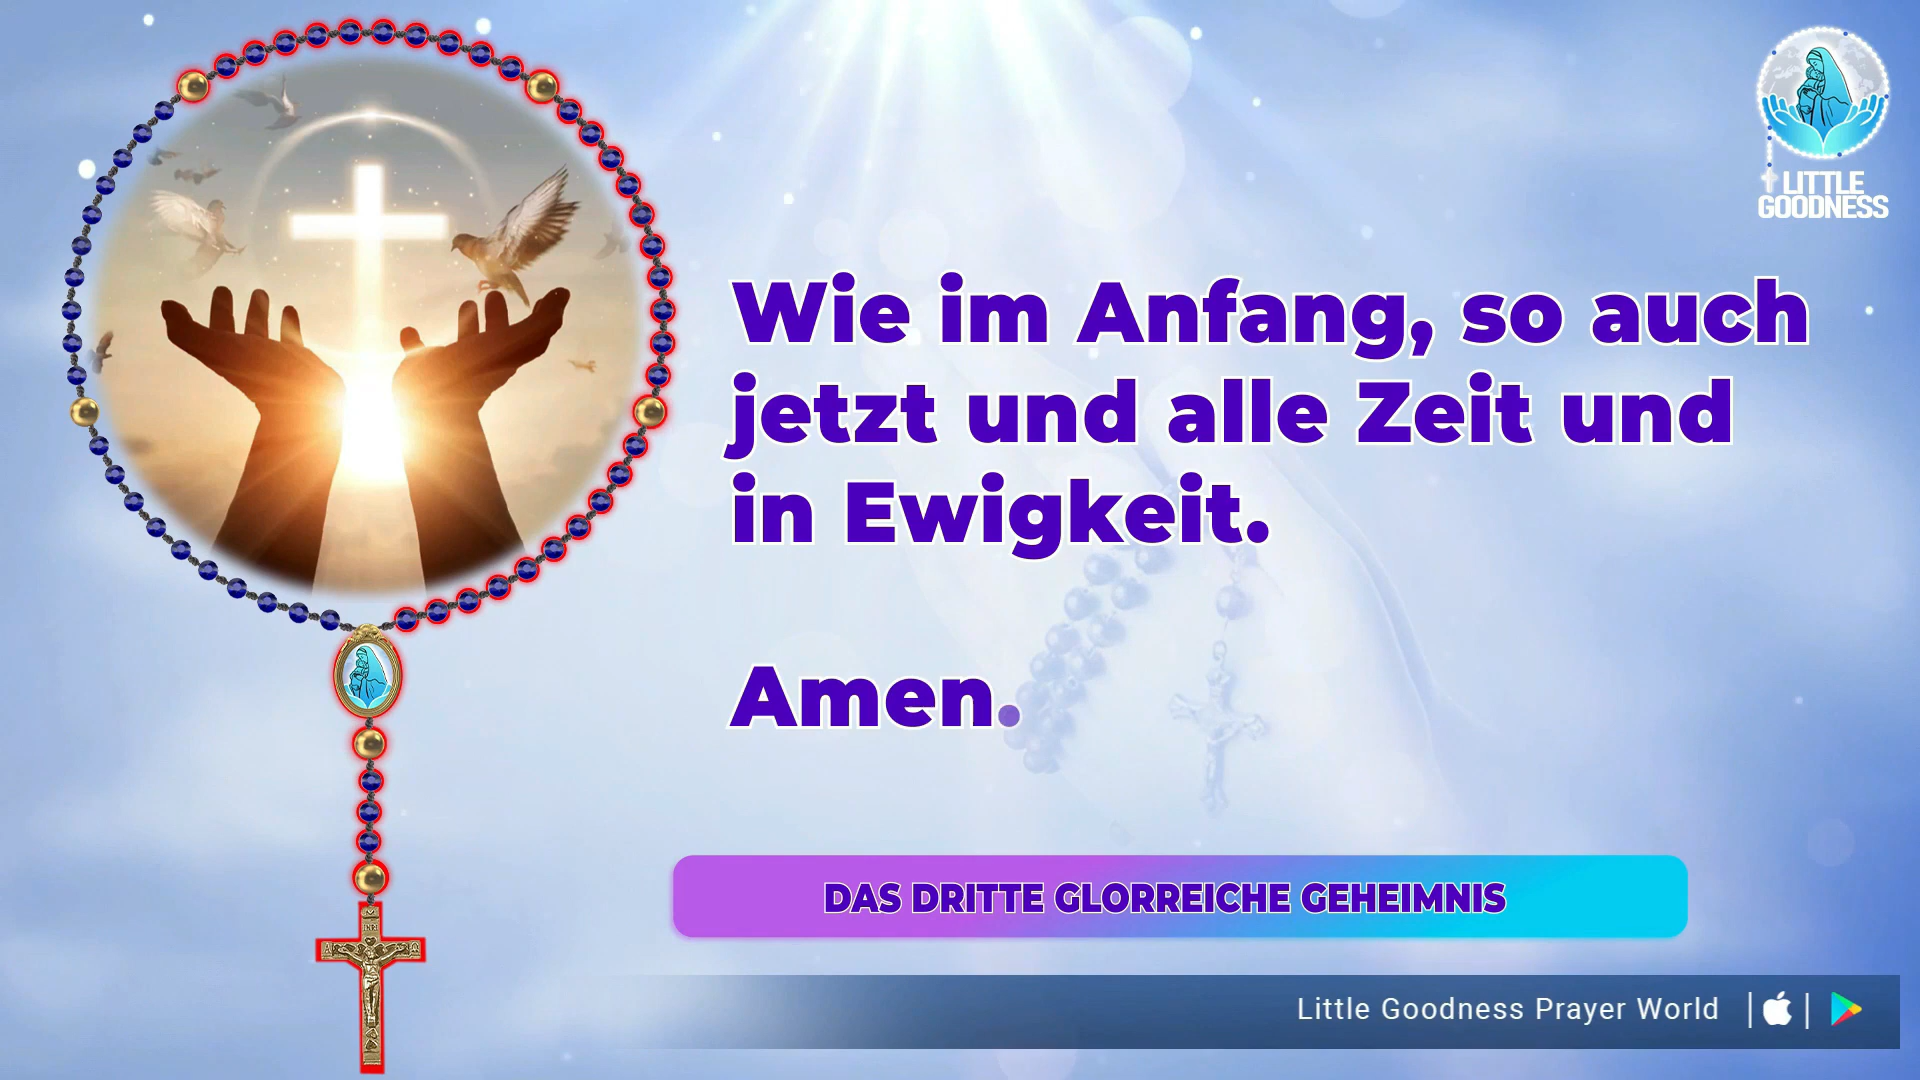 LITTLE
GOODNESS
Wie im Anfang, so auch
jetzt und alle Zeit und
in Ewigkeit.
Amen.
DAS DRITTE GLORREICHE GEHEIMNIS
INRI
Little Goodness Prayer World